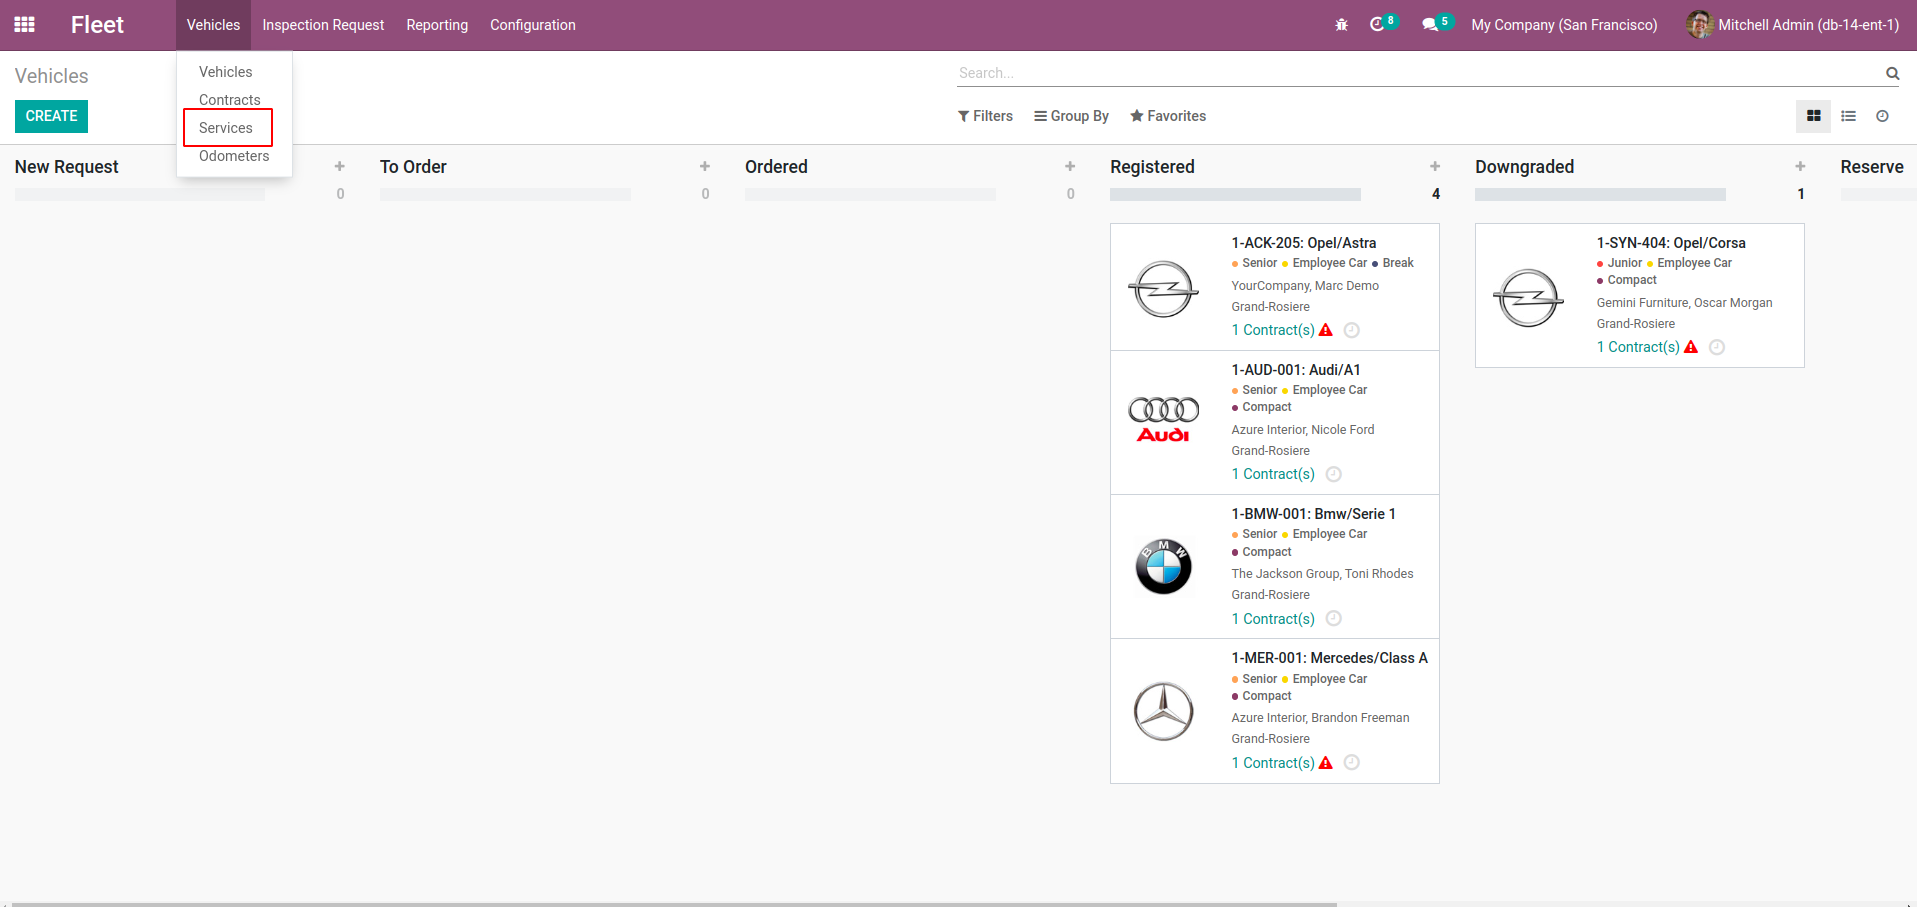 Fleet Vehicles Inspection Request Reporting Configuration 8 5 My Company (San Francisco) Mitchell Admin (db-14-ent-1)
Vehicles
Contracts
Services
Odometers
Vehicles
Search...
CREATE
Filters Group By Favorites
New Request + To Order + Ordered + Registered + Downgraded + Reserve
0 0 0 4 1
1-ACK-205: Opel/Astra
Senior Employee Car Break
YourCompany, Marc Demo
Grand-Rosiere
1 Contract(s)
1-AUD-001: Audi/A1
Senior Employee Car
Compact
Azure Interior, Nicole Ford
Grand-Rosiere
1 Contract(s)
Audi
1-BMW-001: Bmw/Serie 1
Senior Employee Car
Compact
The Jackson Group, Toni Rhodes
Grand-Rosiere
1 Contract(s)
BMW
1-MER-001: Mercedes/Class A
Senior Employee Car
Compact
Azure Interior, Brandon Freeman
Grand-Rosiere
1 Contract(s)
1-SYN-404: Opel/Corsa
Junior Employee Car
Compact
Gemini Furniture, Oscar Morgan
Grand-Rosiere
1 Contract(s)